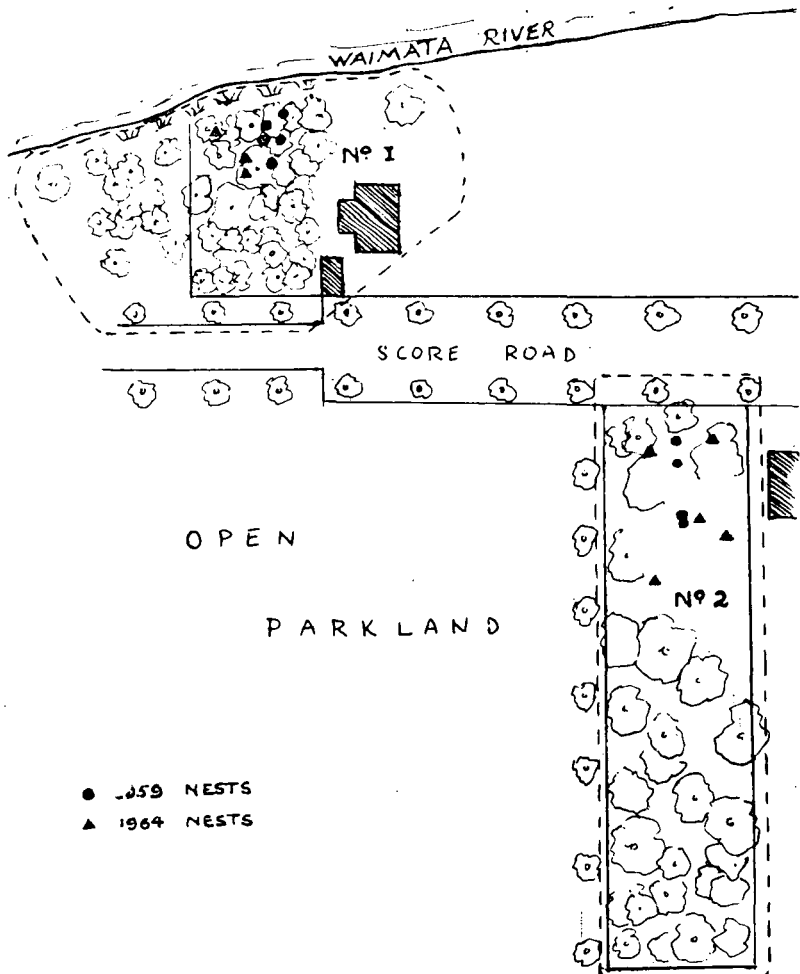 WAIMATA RIVER
Nº I
SCORE ROAD
OPEN
Nº 2
PARKLAND
NESTS
1964 NESTS